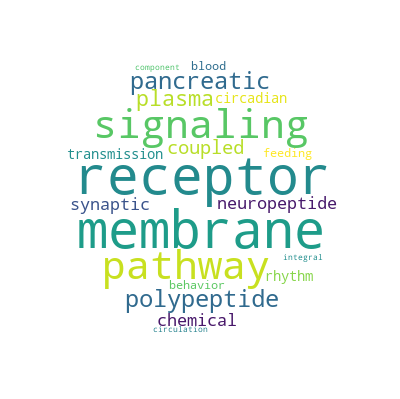 component blood
pancreatic
plasma circadian
signaling
coupled
transmission feeding
receptor
synaptic neuropeptide
membrane
pathway integral
rhythm
behavior
polypeptide
chemical
circulation